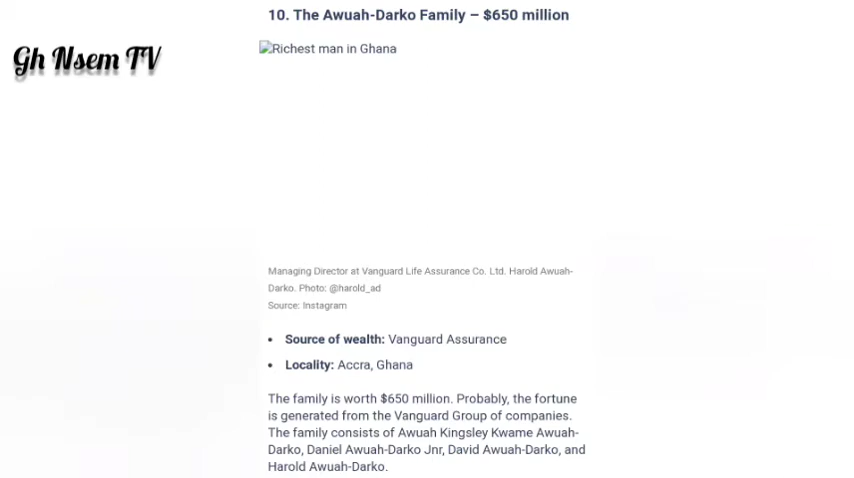 10. The Awuah-Darko Family – $650 million
Gh Nsem TV
Richest man in Ghana
Managing Director at Vanguard Life Assurance Co. Ltd. Harold Awuah-
Darko. Photo: @harold_ad
Source: Instagram
• Source of wealth: Vanguard Assurance
• Locality: Accra, Ghana
The family is worth $650 million. Probably, the fortune
is generated from the Vanguard Group of companies.
The family consists of Awuah Kingsley Kwame Awuah-
Darko, Daniel Awuah-Darko Jnr, David Awuah-Darko, and
Harold Awuah-Darko.